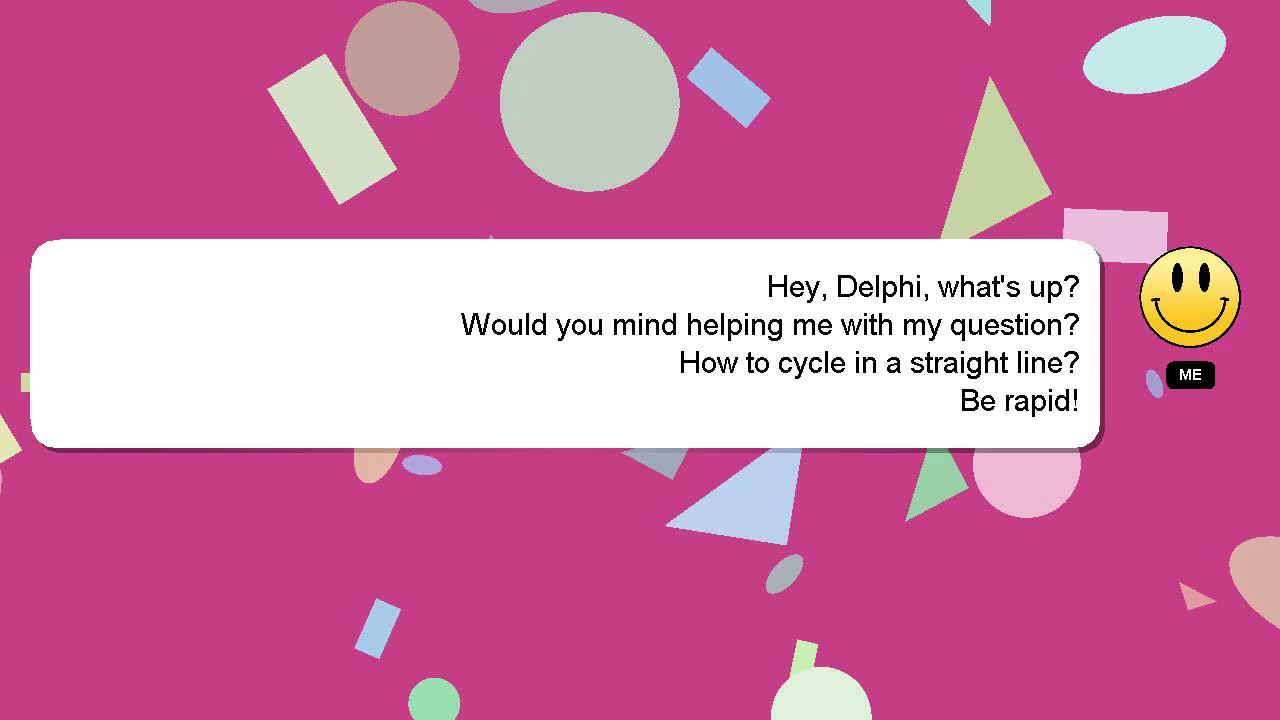 Hey, Delphi, what's up?
Would you mind helping me with my question?
How to cycle in a straight line?
Be rapid!
ME